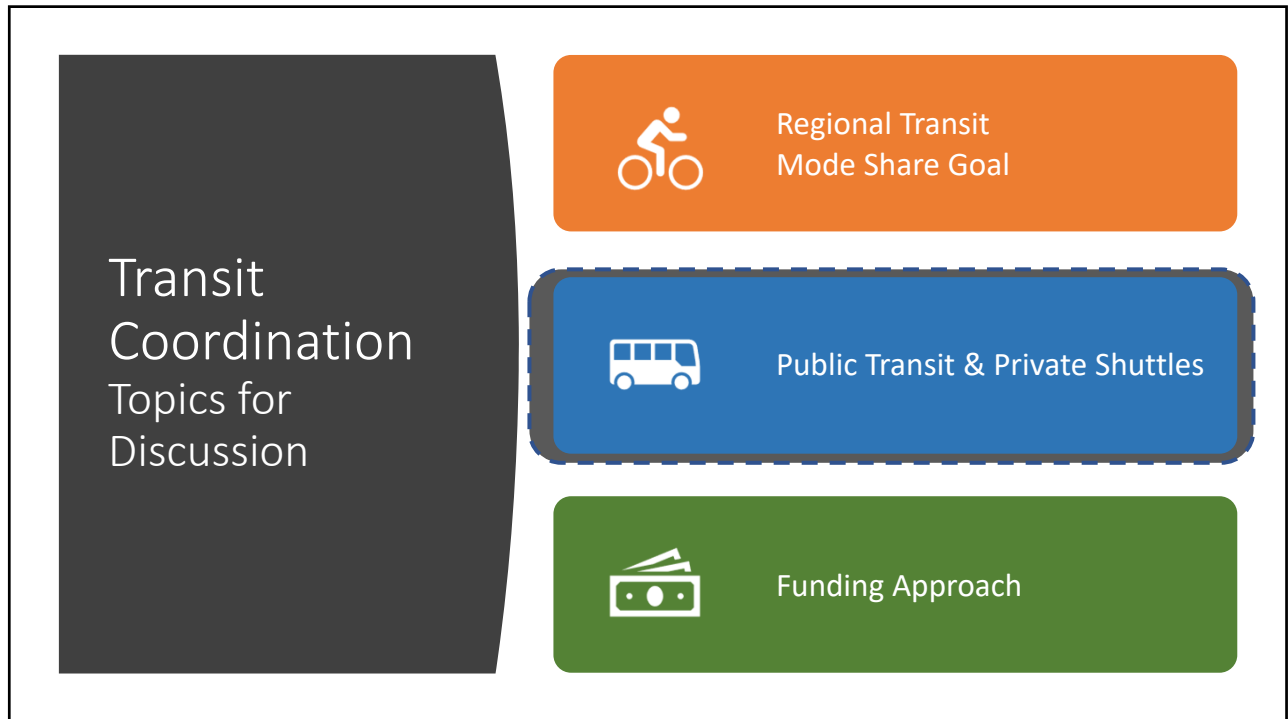 Transit
Coordination
Topics for
Discussion
Regional Transit
Mode Share Goal
Public Transit & Private Shuttles
Funding Approach